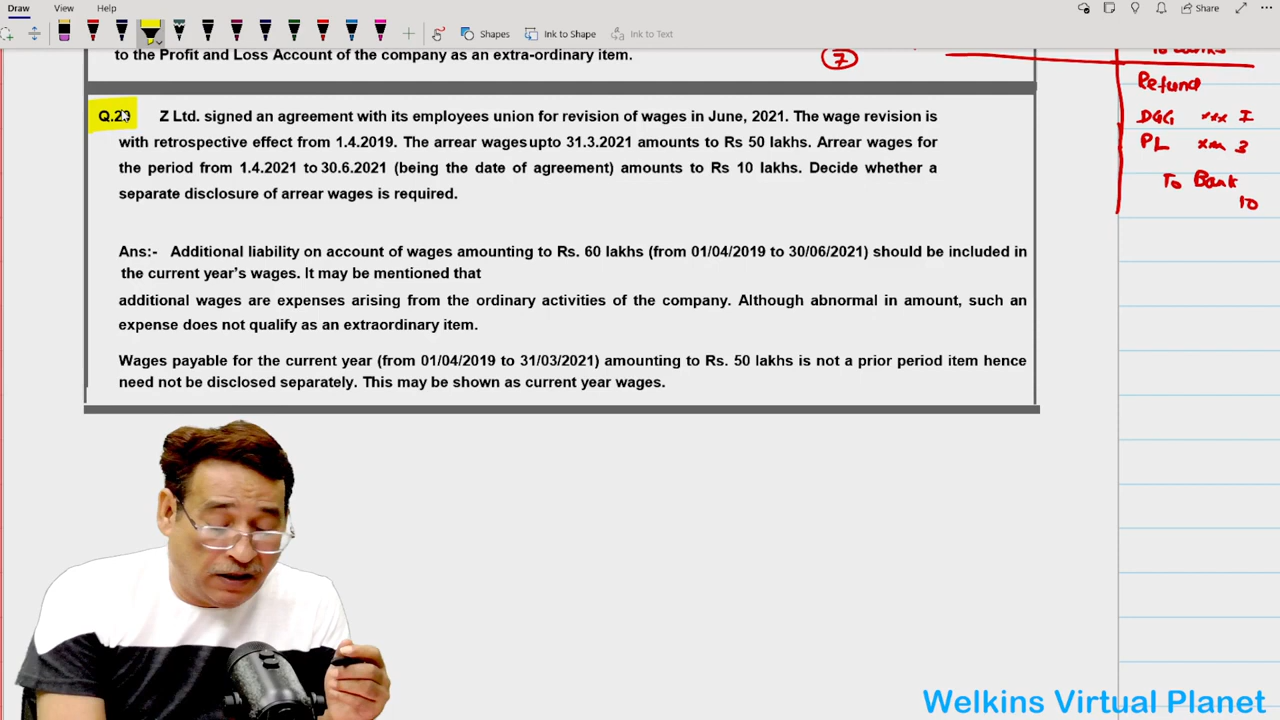 Draw View Help
Share
Shapes Ink to Shape Ink to Text
to the Profit and Loss Account of the company as an extra-ordinary item.
7
Refund
DGG xxx I
PL xxx 3
To Bank
10
Z Ltd. signed an agreement with its employees union for revision of wages in June, 2021. The wage revision is
with retrospective effect from 1.4.2019. The arrear wages upto 31.3.2021 amounts to Rs 50 lakhs. Arrear wages for
the period from 1.4.2021 to 30.6.2021 (being the date of agreement) amounts to Rs 10 lakhs. Decide whether a
separate disclosure of arrear wages is required.
Ans:- Additional liability on account of wages amounting to Rs. 60 lakhs (from 01/04/2019 to 30/06/2021) should be included in
the current year's wages. It may be mentioned that
additional wages are expenses arising from the ordinary activities of the company. Although abnormal in amount, such an
expense does not qualify as an extraordinary item.
Wages payable for the current year (from 01/04/2019 to 31/03/2021) amounting to Rs. 50 lakhs is not a prior period item hence
need not be disclosed separately. This may be shown as current year wages.
Welkins Virtual Planet